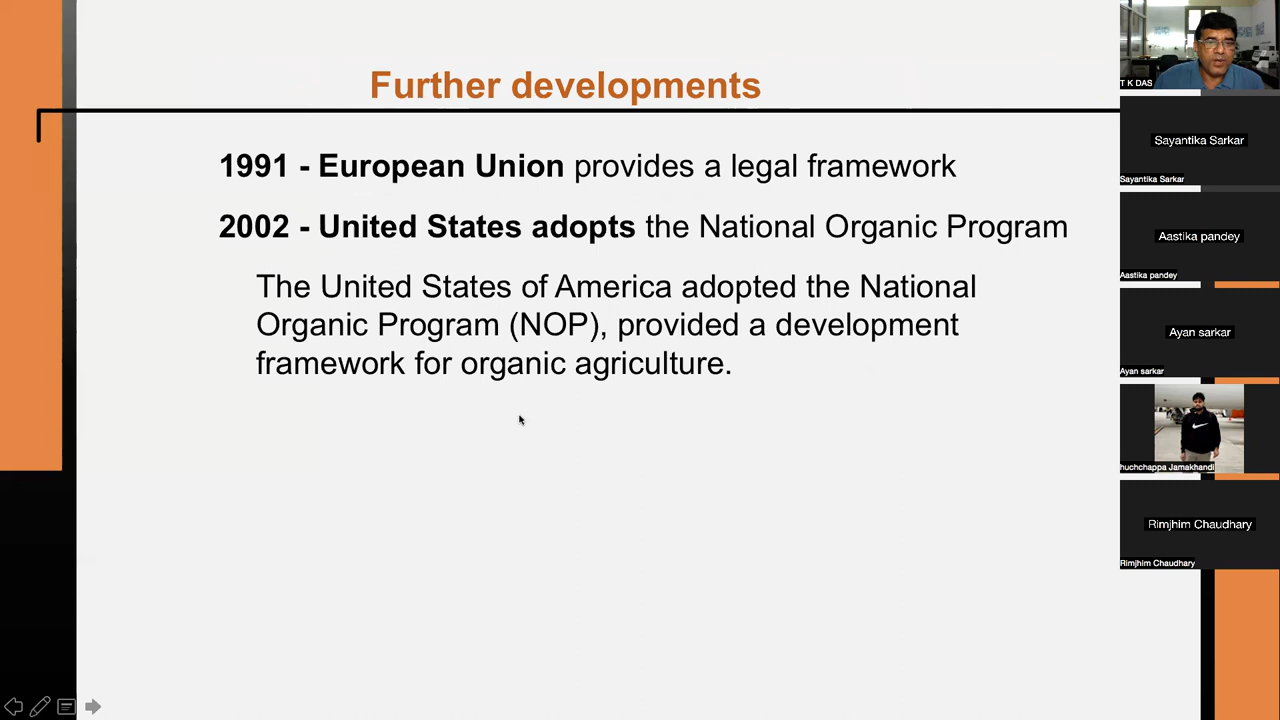 Further developments
1991 - European Union provides a legal framework
2002 - United States adopts the National Organic Program
The United States of America adopted the National
Organic Program (NOP), provided a development
framework for organic agriculture.
T K DAS
Sayantika Sarkar
Sayantika Sarkar
Aastika pandey
Aastika pandey
Ayan sarkar
Ayan sarkar
huchchappa Jamakhandi
Rimjhim Chaudhary
Rimjhim Chaudhary